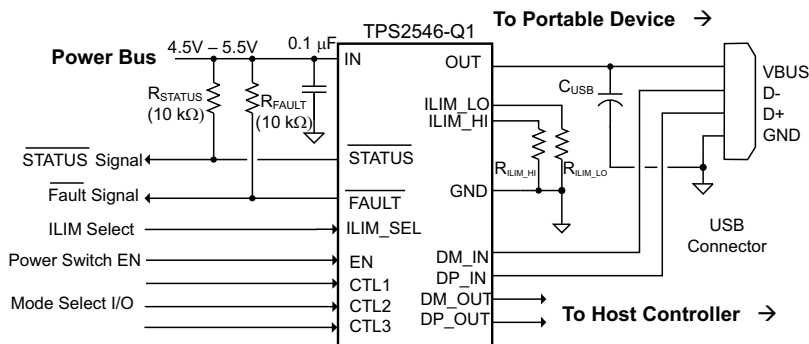 To Portable Device →
TPS2546-Q1
Power Bus
4.5V – 5.5V
0.1 µF
IN
OUT
VBUS
D-
D+
GND
CUSB
RSTATUS
(10 kΩ)
RFAULT
(10 kΩ)
ILIM_LO
ILIM_HI
RILIM_HI
RILIM_LO
STATUS Signal
STATUS
Fault Signal
FAULT
GND
ILIM Select
ILIM_SEL
USB
Connector
Power Switch EN
EN
DM_IN
DP_IN
CTL1
Mode Select I/O
CTL2
CTL3
DM_OUT
DP_OUT
To Host Controller →